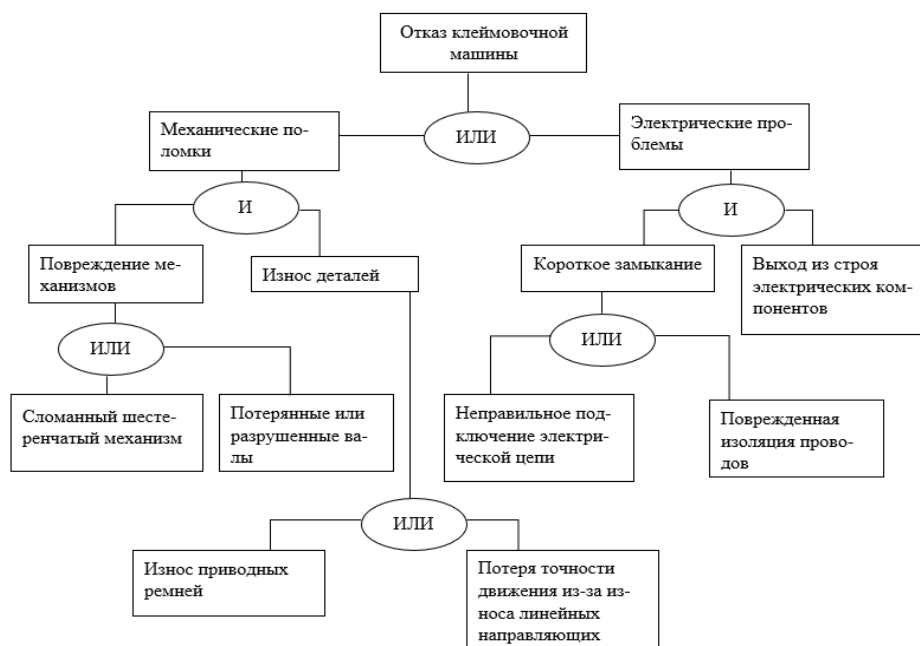 Отказ клеймовочной
машины
Механические по-
ломки
ИЛИ
Электрические про-
блемы
И
И
Повреждение ме-
ханизмов
Износ деталей
Короткое замыкание
Выход из строя
электрических ком-
понентов
ИЛИ
ИЛИ
Сломанный шесте-
ренчатый механизм
Потерянные или
разрушенные ва-
лы
Неправильное под-
ключение электри-
ческой цепи
Поврежденная
изоляция прово-
дов
ИЛИ
Износ приводных
ремней
Потеря точности
движения из-за из-
носа линейных
направляющих